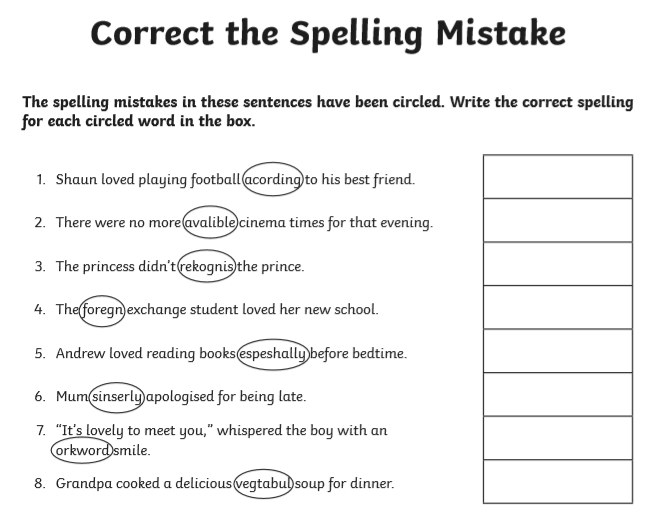 Correct the Spelling Mistake
The spelling mistakes in these sentences have been circled. Write the correct spelling
for each circled word in the box.
1. Shaun loved playing football acording to his best friend.
2. There were no more avalible cinema times for that evening.
3. The princess didn't rekognis the prince.
4. The foregn exchange student loved her new school.
5. Andrew loved reading books espeshally before bedtime.
6. Mum sinserly apologised for being late.
7. "It's lovely to meet you," whispered the boy with an
orkword smile.
8. Grandpa cooked a delicious vegtabul soup for dinner.